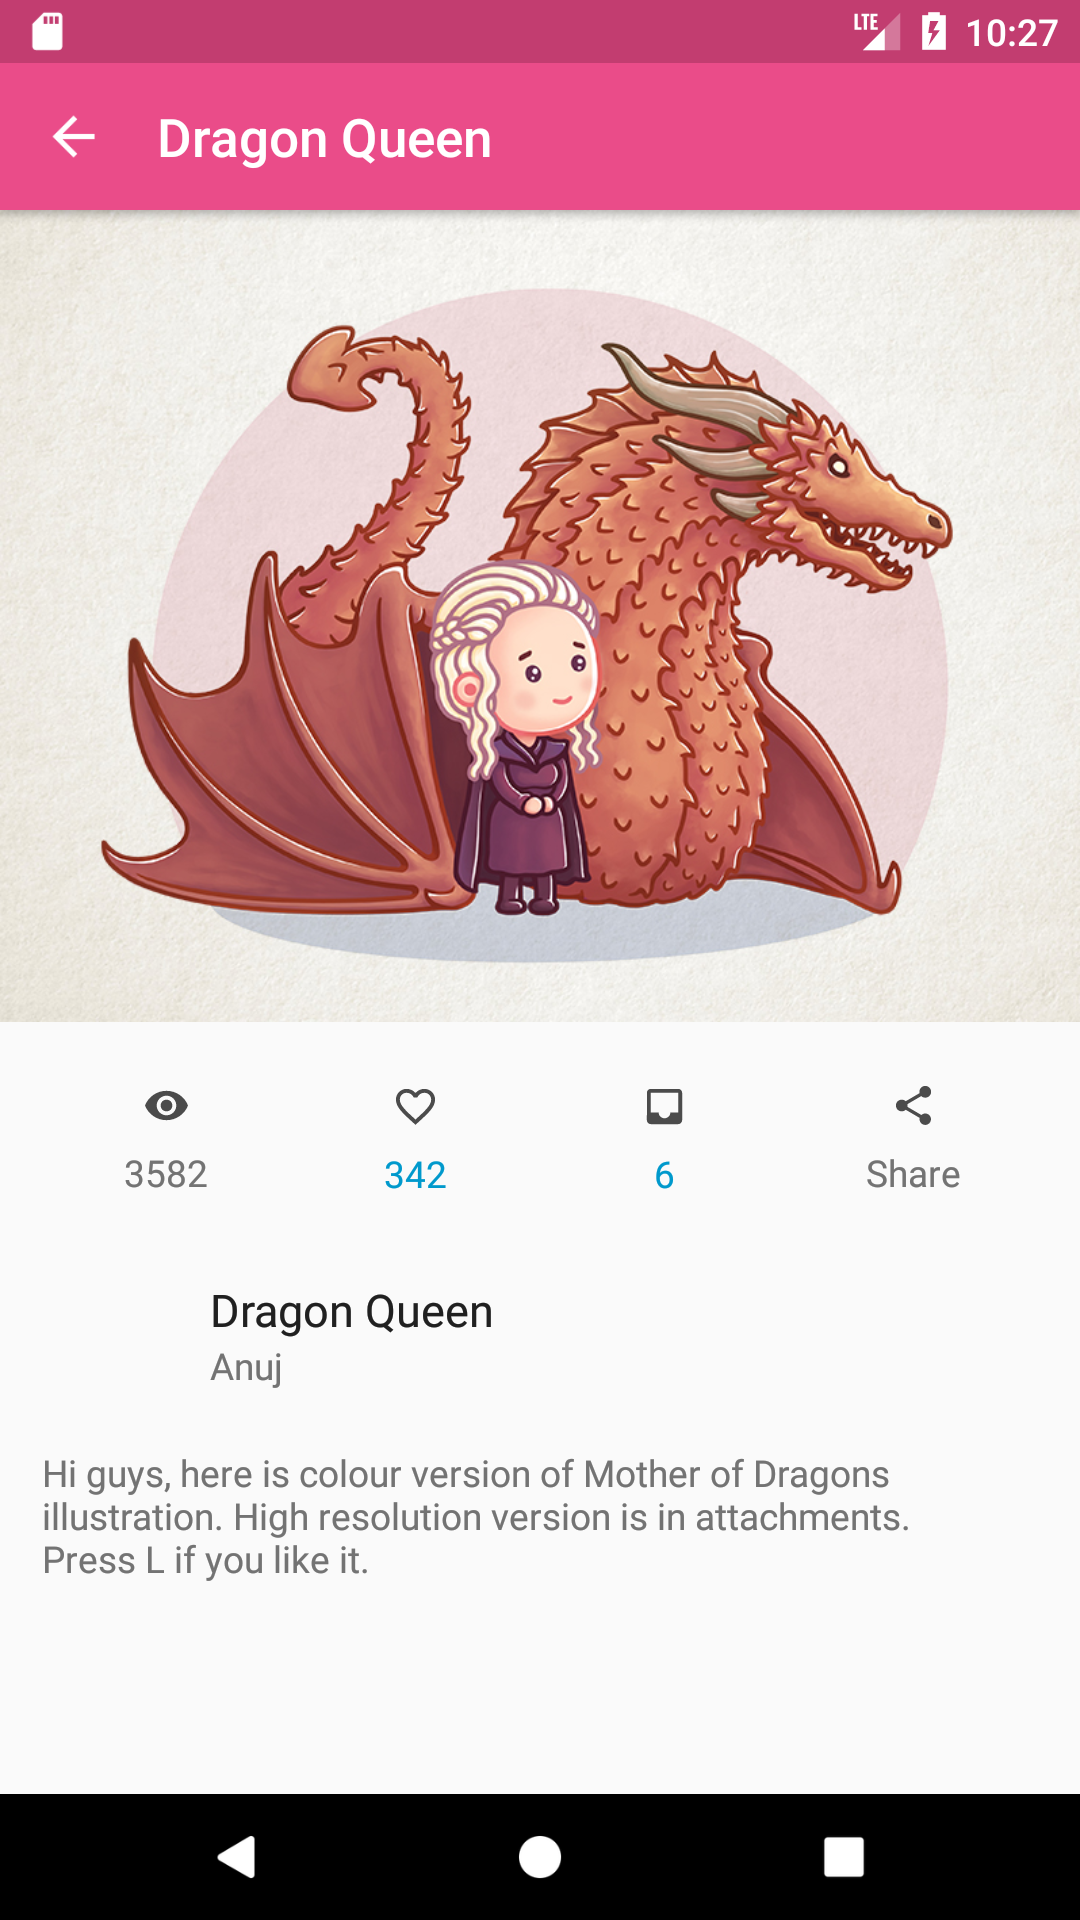 LTE 10:27
Dragon Queen
3582 342 6 Share
Dragon Queen
Anuj
Hi guys, here is colour version of Mother of Dragons
illustration. High resolution version is in attachments.
Press L if you like it.